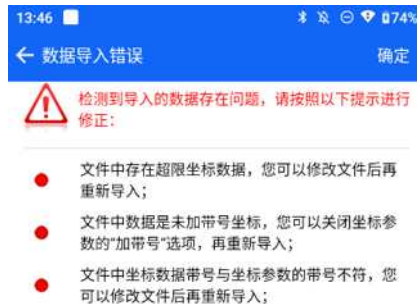 13:46 74%
数据导入错误 确定
检测到导入的数据存在问题，请按照以下提示进行
修正：
文件中存在超限坐标数据，您可以修改文件后再
重新导入；
文件中数据是未加带号坐标，您可以关闭坐标参
数的"加带号"选项，再重新导入；
文件中坐标数据带号与坐标参数的带号不符，您
可以修改文件后再重新导入；